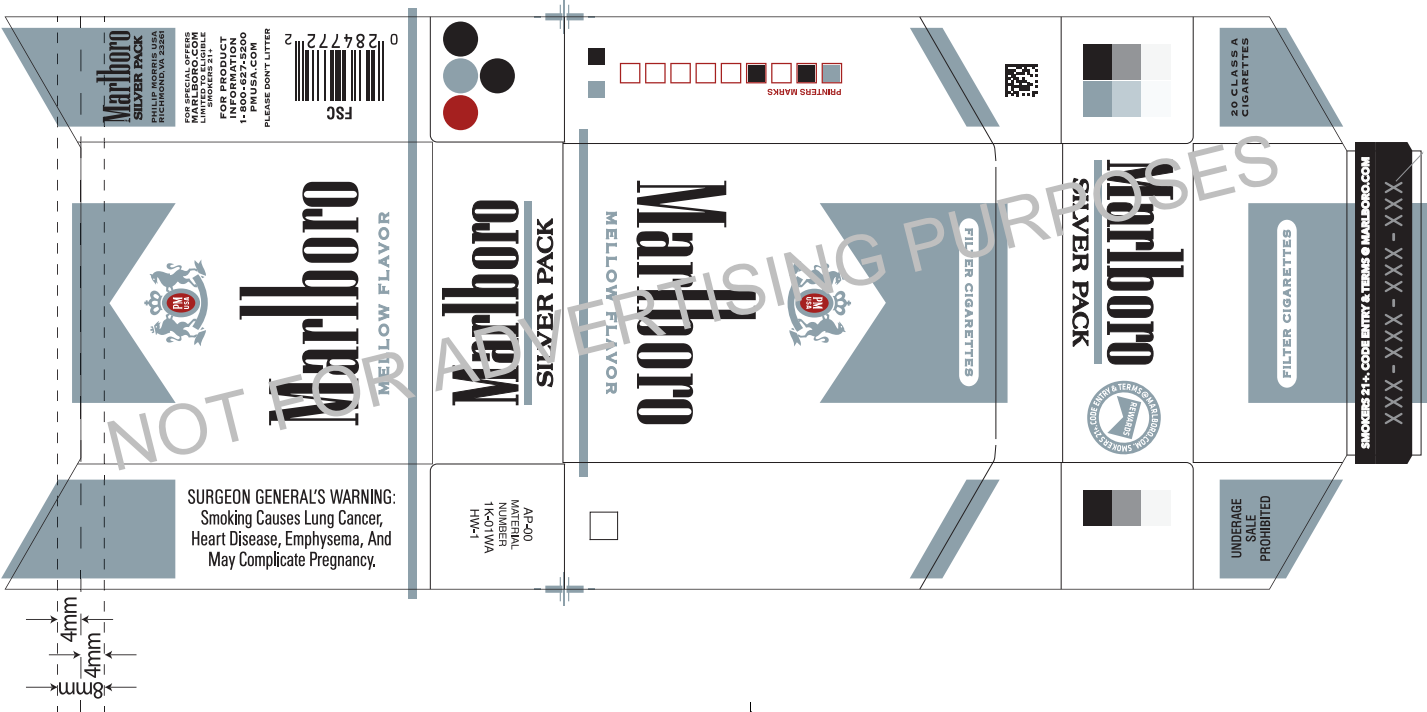 Marlboro
SILVER PACK
PHILIP MORRIS USA
RICHMOND, VA 23261
FOR SPECIAL OFFERS
MARLBORO.COM
LIMITED TO ELIGIBLE
SMOKERS 21+
FOR PRODUCT
INFORMATION
1-800-627-5200
PMUSA.COM
PLEASE DON'T LITTER
0 284772 2
FSC
PRINTERS MARKS
20 CLASS A
CIGARETTES
PM
USA
Marlboro
MELLOW FLAVOR
Marlboro
SILVER PACK
MELLOW FLAVOR
Marlboro
PM
USA
FILTER CIGARETTES
Marlboro
SILVER PACK
REWARDS
SMOKERS 21+. CODE ENTRY & TERMS @ MARLBORO.COM.
FILTER CIGARETTES
SMOKERS 21+. CODE ENTRY & TERMS @ MARLBORO.COM
XXX-XXX-XXX-XXX
NOT FOR ADVERTISING PURPOSES
SURGEON GENERAL'S WARNING:
Smoking Causes Lung Cancer,
Heart Disease, Emphysema, And
May Complicate Pregnancy.
AP-00
MATERIAL
NUMBER
1K-01WA
HW-1
UNDERAGE
SALE
PROHIBITED
4mm
4mm
8mm